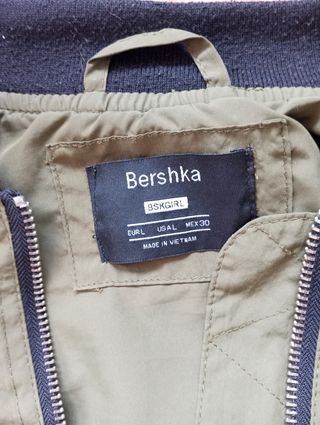 Bershka
BSKGIRL
EUR L USA L MEX 30
MADE IN VIETNAM